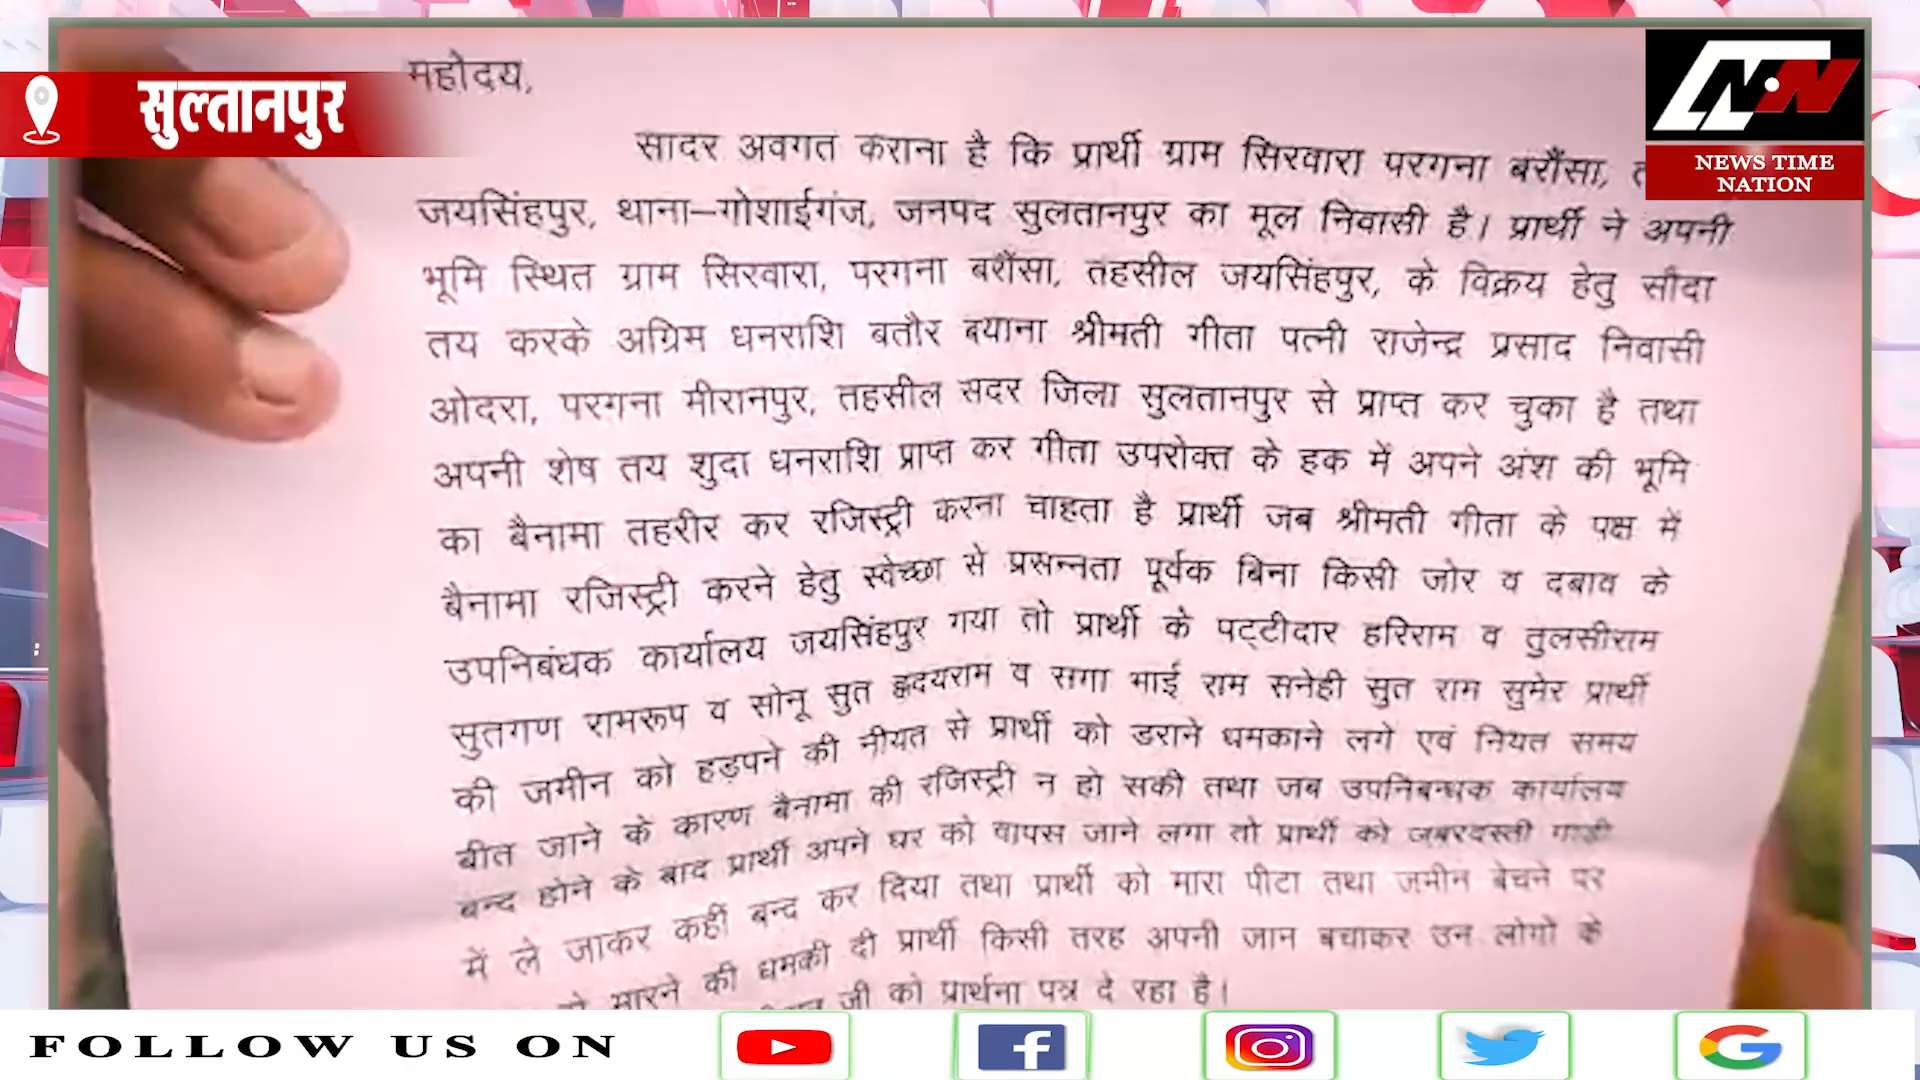 महोदय,
सुल्तानपुर
NN
NEWS TIME
NATION
सादर अवगत कराना है कि प्रार्थी ग्राम सिरवारा परगना बरौंसा,
जयसिंहपुर, थाना–गोशाईगंज, जनपद सुलतानपुर का मूल निवासी है। प्रार्थी ने अपनी
भूमि स्थित ग्राम सिरवारा, परगना बरौंसा, तहसील जयसिंहपुर, के विक्रय हेतु सौदा
तय करके अग्रिम धनराशि बतौर बयाना श्रीमती गीता पत्नी राजेन्द्र प्रसाद निवासी
ओदरा, परगना मीरानपुर, तहसील सदर जिला सुलतानपुर से प्राप्त कर चुका है तथा
अपनी शेष तय शुदा धनराशि प्राप्त कर गीता उपरोक्त के हक में अपने अंश की भूमि
का बैनामा तहरीर कर रजिस्ट्री करना चाहता है प्रार्थी जब श्रीमती गीता के पक्ष में
बैनामा रजिस्ट्री करने हेतु स्वेच्छा से प्रसन्नता पूर्वक बिना किसी जोर व दबाव के
उपनिबंधक कार्यालय जयसिंहपुर गया तो प्रार्थी के पट्टीदार हरिराम व तुलसीराम
सुतगण रामरूप व सोनू सुत हृदयराम व सगा भाई राम सनेही सुत राम सुमेर प्रार्थी
की जमीन को हड़पने की नीयत से प्रार्थी को डराने धमकाने लगे एवं नियत समय
बीत जाने के कारण बैनामा की रजिस्ट्री न हो सकी तथा जब उपनिबन्धक कार्यालय
बन्द होने के बाद प्रार्थी अपने घर को वापस जाने लगा तो प्रार्थी को जबरदस्ती गाड़ी
में ले जाकर कहीं बन्द कर दिया तथा प्रार्थी को मारा पीटा तथा जमीन बेचने पर
मारने की धमकी दी प्रार्थी किसी तरह अपनी जान बचाकर उन लोगों के
जी को प्रार्थना पत्र दे रहा है।
FOLLOW US ON